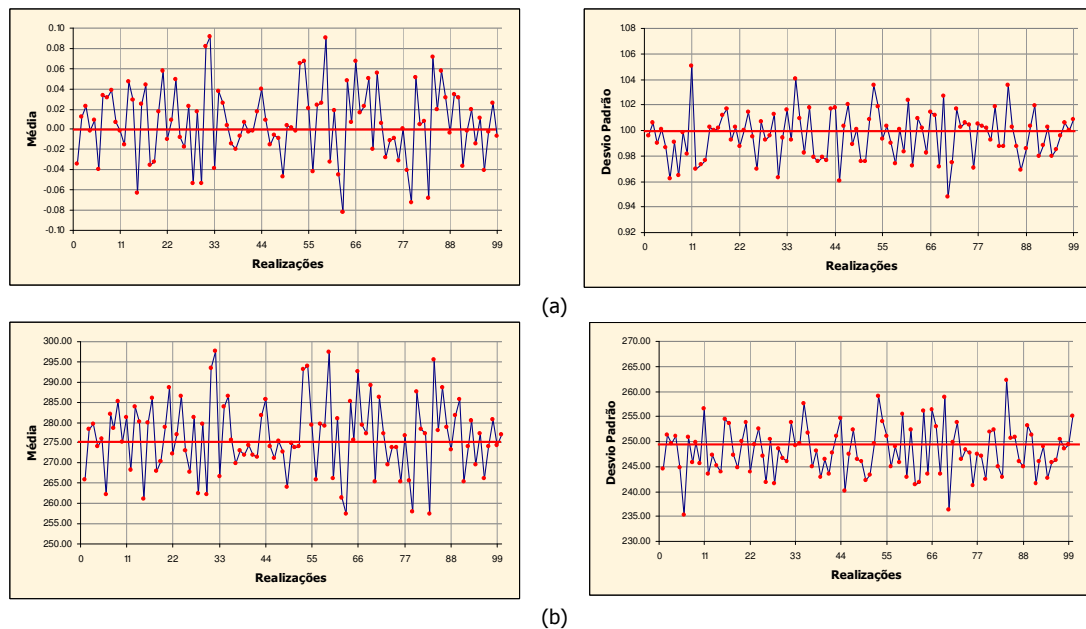 0.10
0.08
0.06
0.04
0.02
0.00
-0.02
-0.04
-0.06
-0.08
-0.10
Média
0 11 22 33 44 55 66 77 88 99
Realizações
1.08
1.06
1.04
1.02
1.00
0.98
0.96
0.94
0.92
Desvio Padrão
0 11 22 33 44 55 66 77 88 99
Realizações
(a)
300.00
295.00
290.00
285.00
280.00
275.00
270.00
265.00
260.00
255.00
250.00
Média
0 11 22 33 44 55 66 77 88 99
Realizações
270.00
265.00
260.00
255.00
250.00
245.00
240.00
235.00
230.00
Desvio Padrão
0 11 22 33 44 55 66 77 88 99
Realizações
(b)